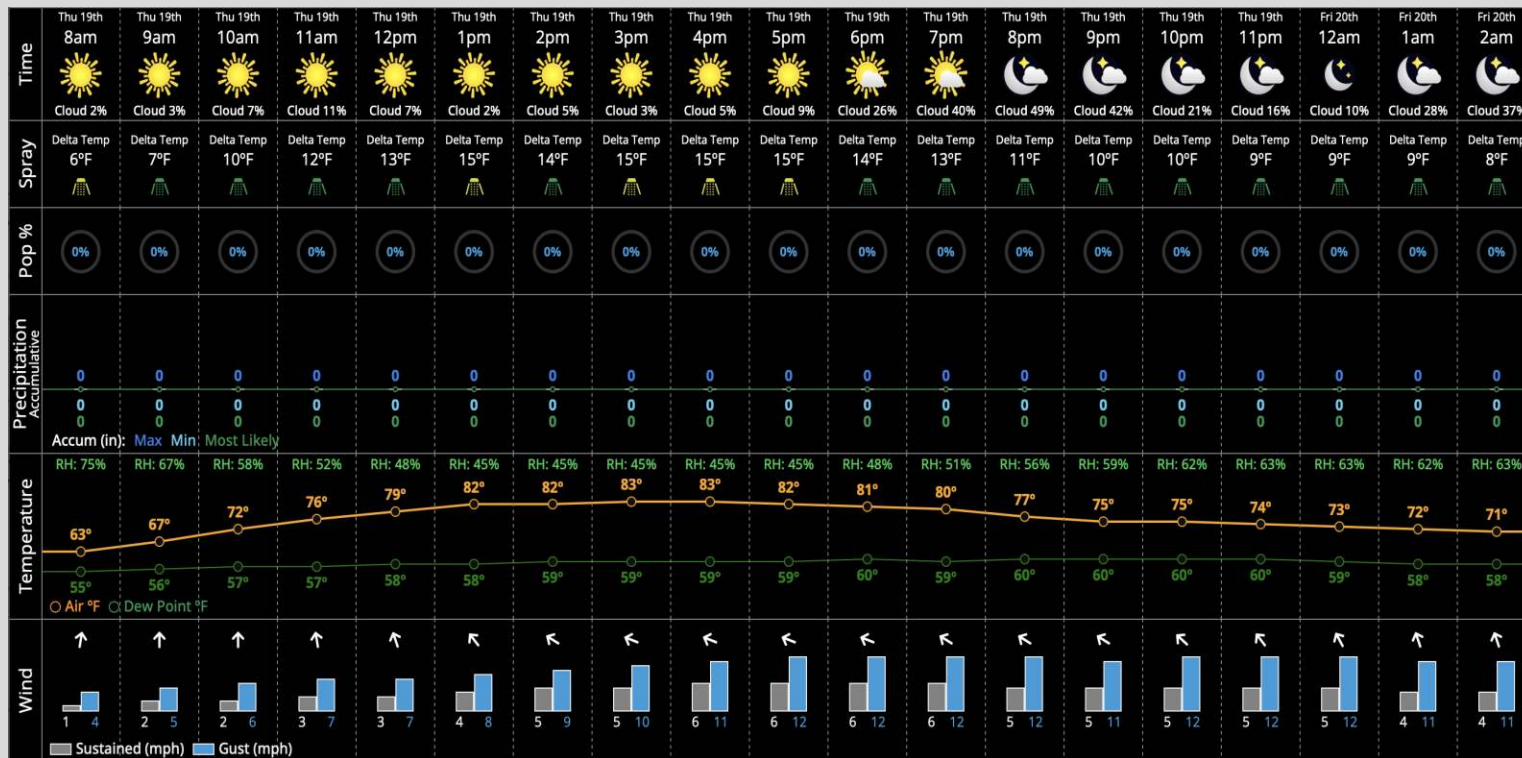 Thu 19th Thu 19th Thu 19th Thu 19th Thu 19th Thu 19th Thu 19th Thu 19th Thu 19th Thu 19th Thu 19th Thu 19th Thu 19th Thu 19th Thu 19th Thu 19th Fri 20th Fri 20th Fri 20th
8am 9am 10am 11am 12pm 1pm 2pm 3pm 4pm 5pm 6pm 7pm 8pm 9pm 10pm 11pm 12am 1am 2am
Time
Cloud 2% Cloud 3% Cloud 7% Cloud 11% Cloud 7% Cloud 2% Cloud 5% Cloud 3% Cloud 5% Cloud 9% Cloud 26% Cloud 40% Cloud 49% Cloud 42% Cloud 21% Cloud 16% Cloud 10% Cloud 28% Cloud 37%
Spray
Delta Temp Delta Temp Delta Temp Delta Temp Delta Temp Delta Temp Delta Temp Delta Temp Delta Temp Delta Temp Delta Temp Delta Temp Delta Temp Delta Temp Delta Temp Delta Temp Delta Temp Delta Temp Delta Temp
6°F 7°F 10°F 12°F 13°F 15°F 14°F 15°F 15°F 15°F 14°F 13°F 11°F 10°F 10°F 9°F 9°F 9°F 8°F
Pop %
0% 0% 0% 0% 0% 0% 0% 0% 0% 0% 0% 0% 0% 0% 0% 0% 0% 0% 0%
Precipitation
Accumulative
0 0 0 0 0 0 0 0 0 0 0 0 0 0 0 0 0 0 0
0 0 0 0 0 0 0 0 0 0 0 0 0 0 0 0 0 0 0
0 0 0 0 0 0 0 0 0 0 0 0 0 0 0 0 0 0 0
Accum (in): Max Min Most Likely
Temperature
RH: 75% RH: 67% RH: 58% RH: 52% RH: 48% RH: 45% RH: 45% RH: 45% RH: 45% RH: 45% RH: 48% RH: 51% RH: 56% RH: 59% RH: 62% RH: 63% RH: 63% RH: 62% RH: 63%
63° 67° 72° 76° 79° 82° 82° 83° 83° 82° 81° 80° 77° 75° 75° 74° 73° 72° 71°
55° 56° 57° 57° 58° 58° 59° 59° 59° 59° 60° 59° 60° 60° 60° 60° 59° 58° 58°
Air °F Dew Point °F
Wind
1 4 2 5 2 6 3 7 3 7 4 8 5 9 5 10 6 11 6 12 6 12 6 12 5 12 5 11 5 12 5 12 5 12 4 11 4 11
Sustained (mph) Gust (mph)